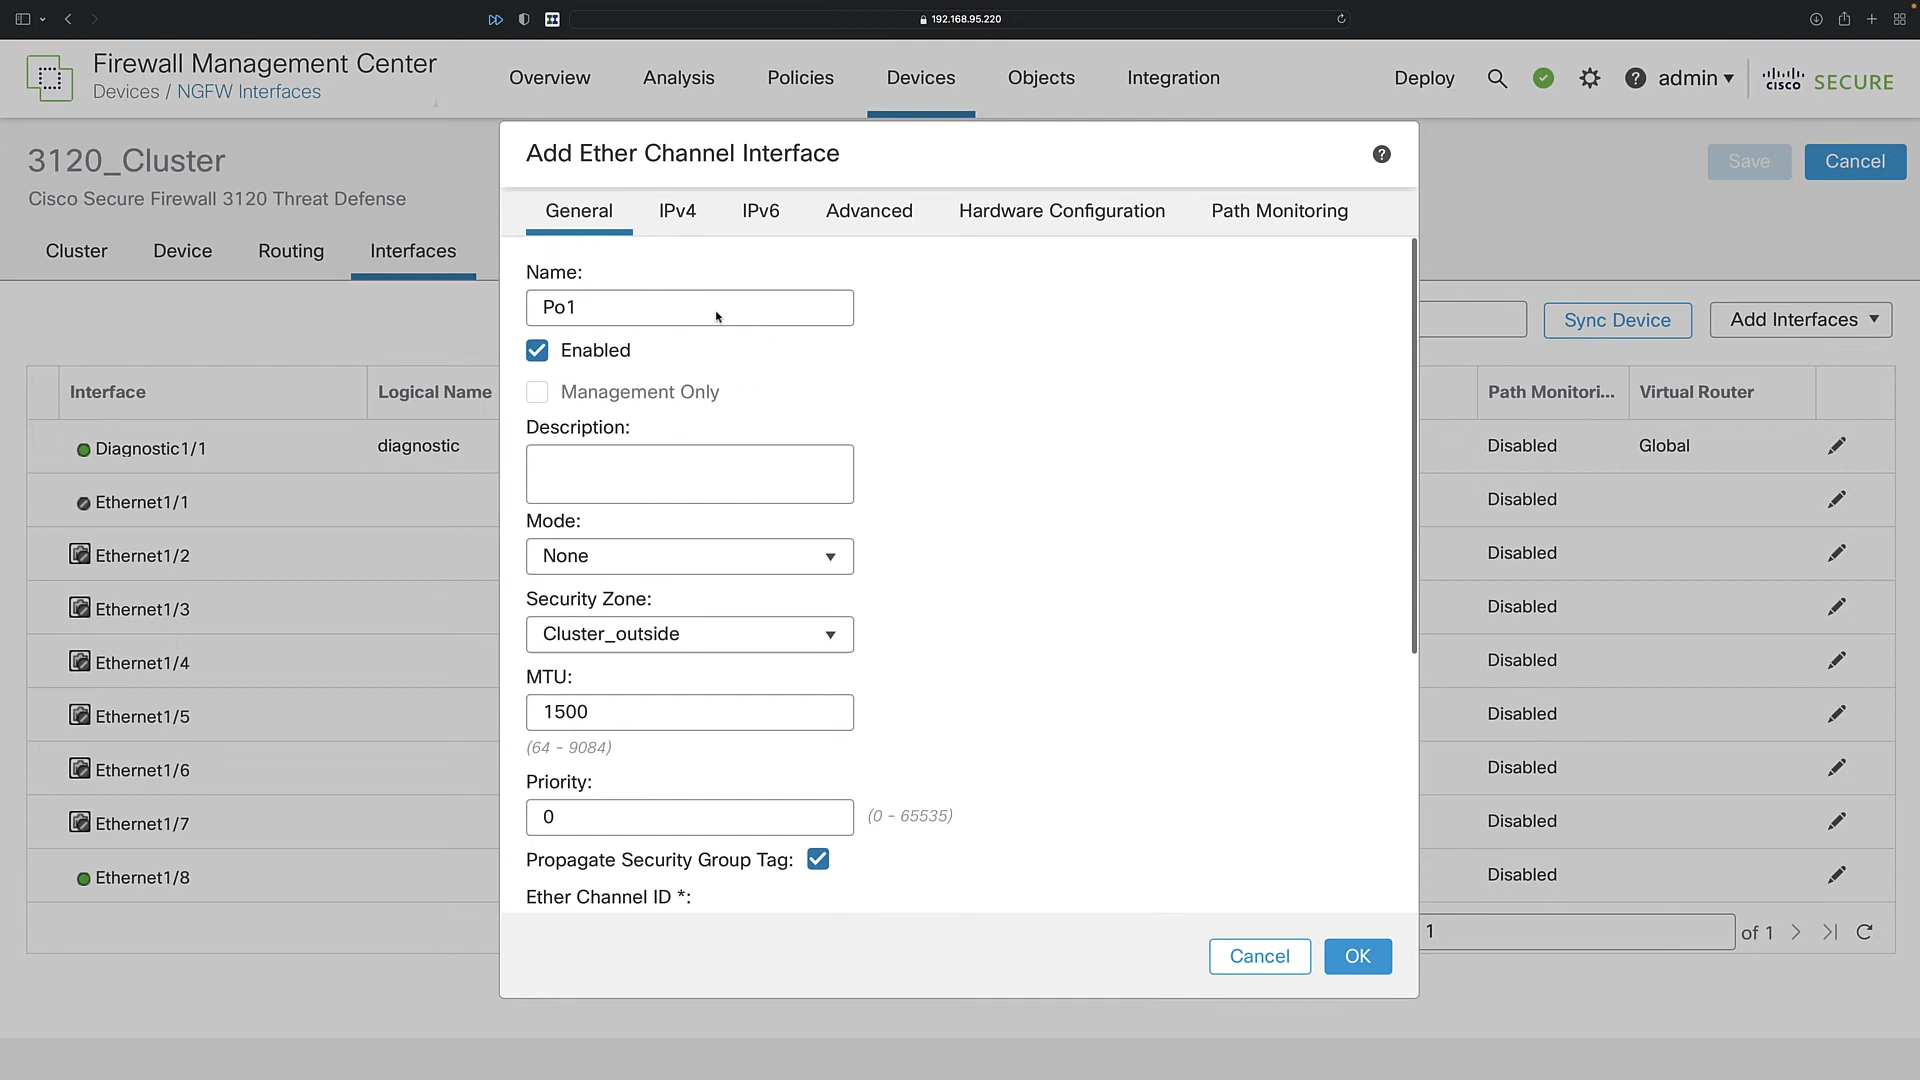 192.168.95.220
Firewall Management Center
Devices / NGFW Interfaces
Overview
Analysis
Policies
Devices
Objects
Integration
Deploy
admin
cisco SECURE
3120_Cluster
Cisco Secure Firewall 3120 Threat Defense
Save
Cancel
Cluster
Device
Routing
Interfaces
Sync Device
Add Interfaces
Interface
Logical Name
Path Monitori...
Virtual Router
Diagnostic1/1
diagnostic
Disabled
Global
Ethernet1/1
Disabled
Ethernet1/2
Disabled
Ethernet1/3
Disabled
Ethernet1/4
Disabled
Ethernet1/5
Disabled
Ethernet1/6
Disabled
Ethernet1/7
Disabled
Ethernet1/8
Disabled
1
of 1
Add Ether Channel Interface
?
General
IPv4
IPv6
Advanced
Hardware Configuration
Path Monitoring
Name:
Po1
Enabled
Management Only
Description:
Mode:
None
Security Zone:
Cluster_outside
MTU:
1500
(64 - 9084)
Priority:
0
(0 - 65535)
Propagate Security Group Tag:
Ether Channel ID *:
Cancel
OK